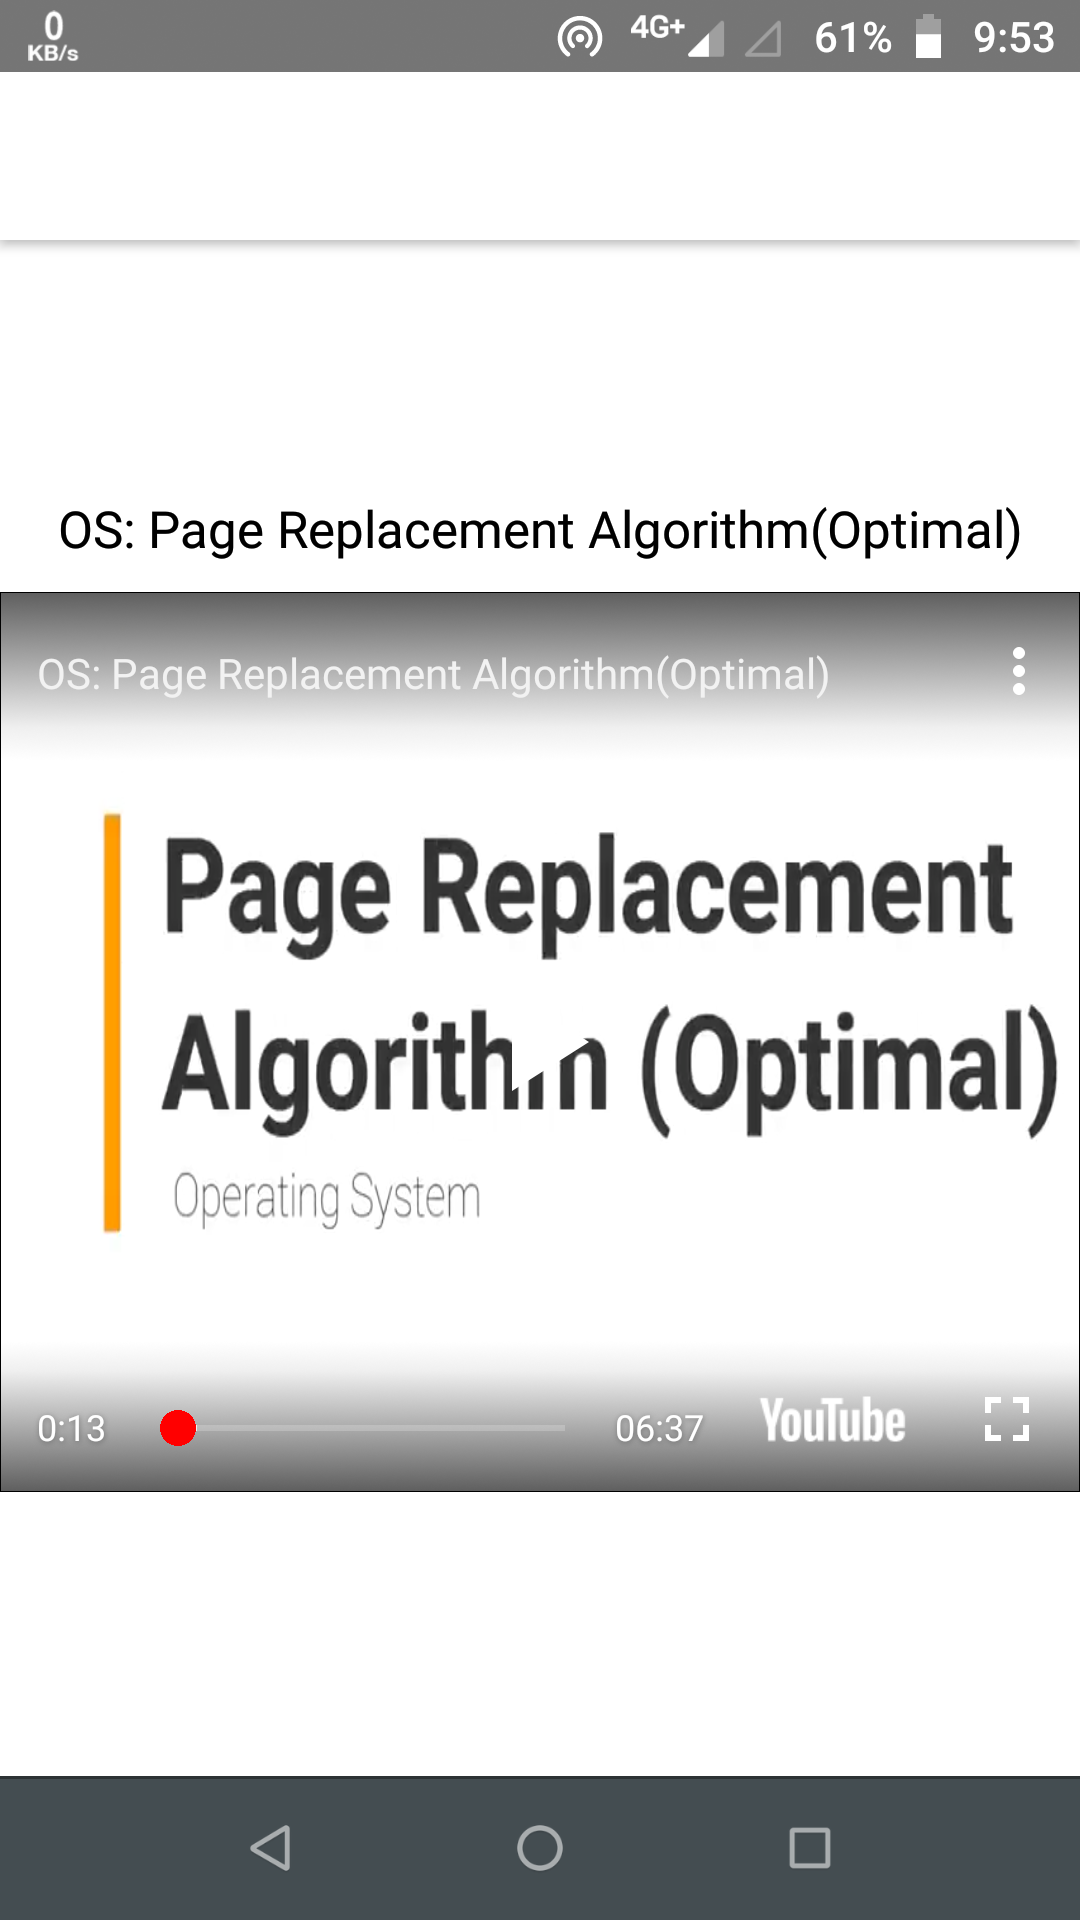 0
KB/s
4G+
61%
9:53
OS: Page Replacement Algorithm(Optimal)
OS: Page Replacement Algorithm(Optimal)
Page Replacement
Algorithm (Optimal)
Operating System
0:13
06:37
YouTube